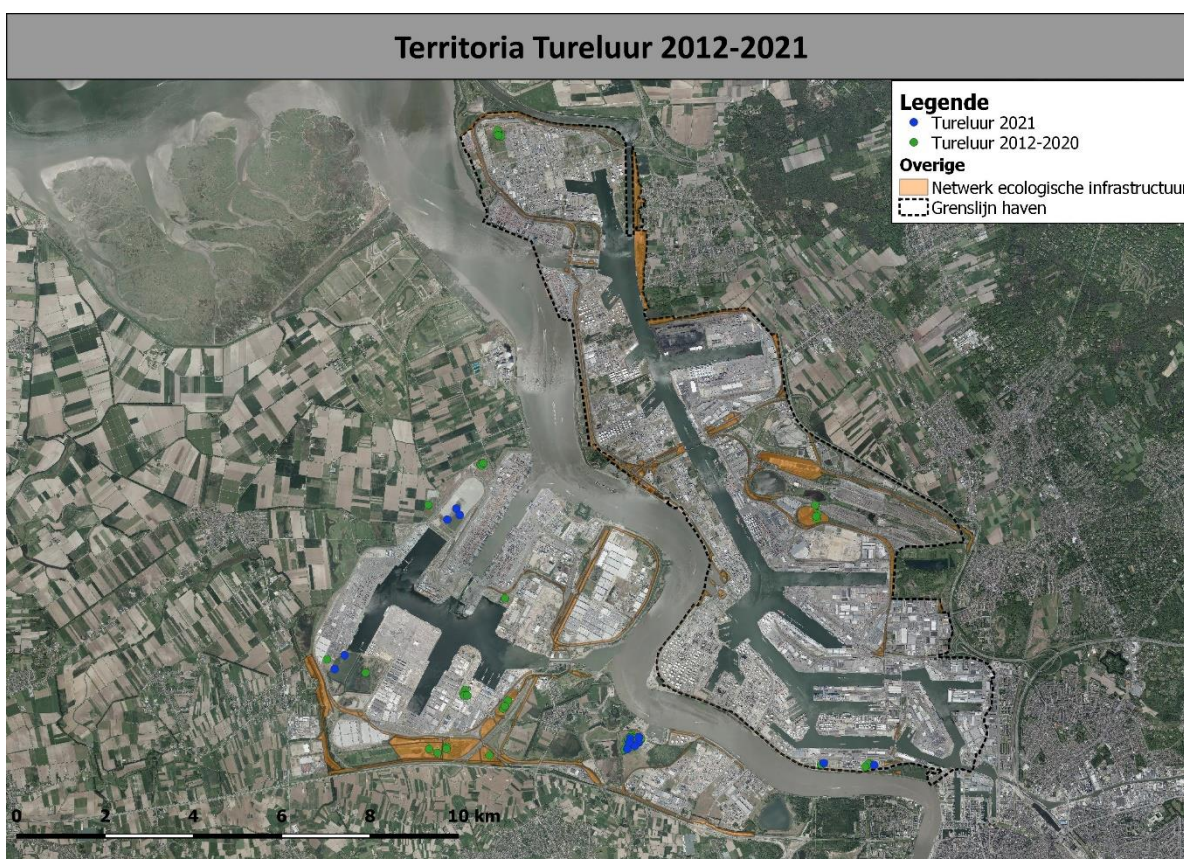 Territoria Tureluur 2012-2021
Legende
Tureluur 2021
Tureluur 2012-2020
Overige
Netwerk ecologische infrastructuur
Grenslijn haven
0 2 4 6 8 10 km